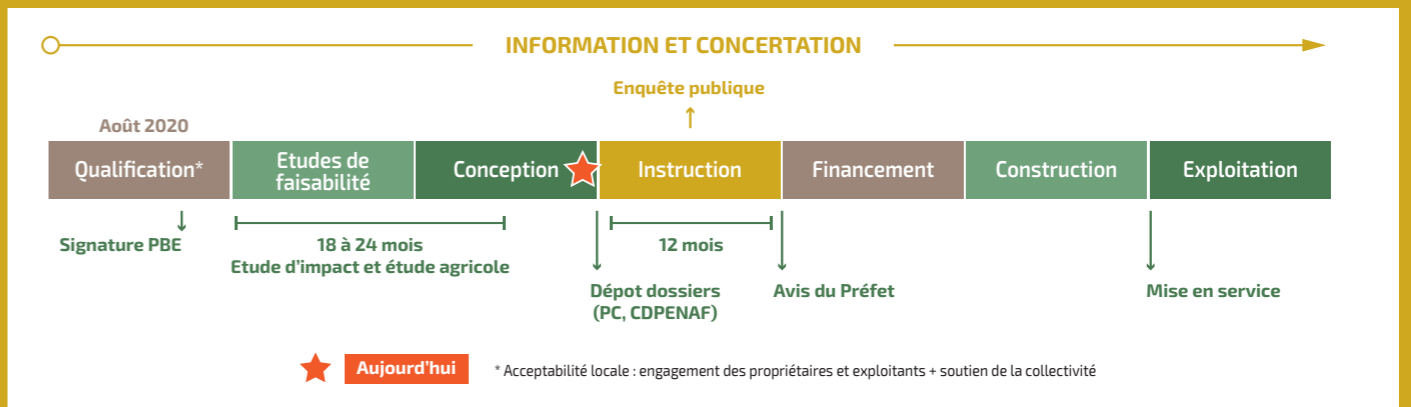 INFORMATION ET CONCERTATION
Enquête publique
Août 2020
Qualification*
Etudes de
faisabilité
Conception
Instruction
Financement
Construction
Exploitation
Signature PBE
18 à 24 mois
Etude d'impact et étude agricole
12 mois
Dépot dossiers
(PC, CDPENAF)
Avis du Préfet
Mise en service
Aujourd'hui
* Acceptabilité locale : engagement des propriétaires et exploitants + soutien de la collectivité